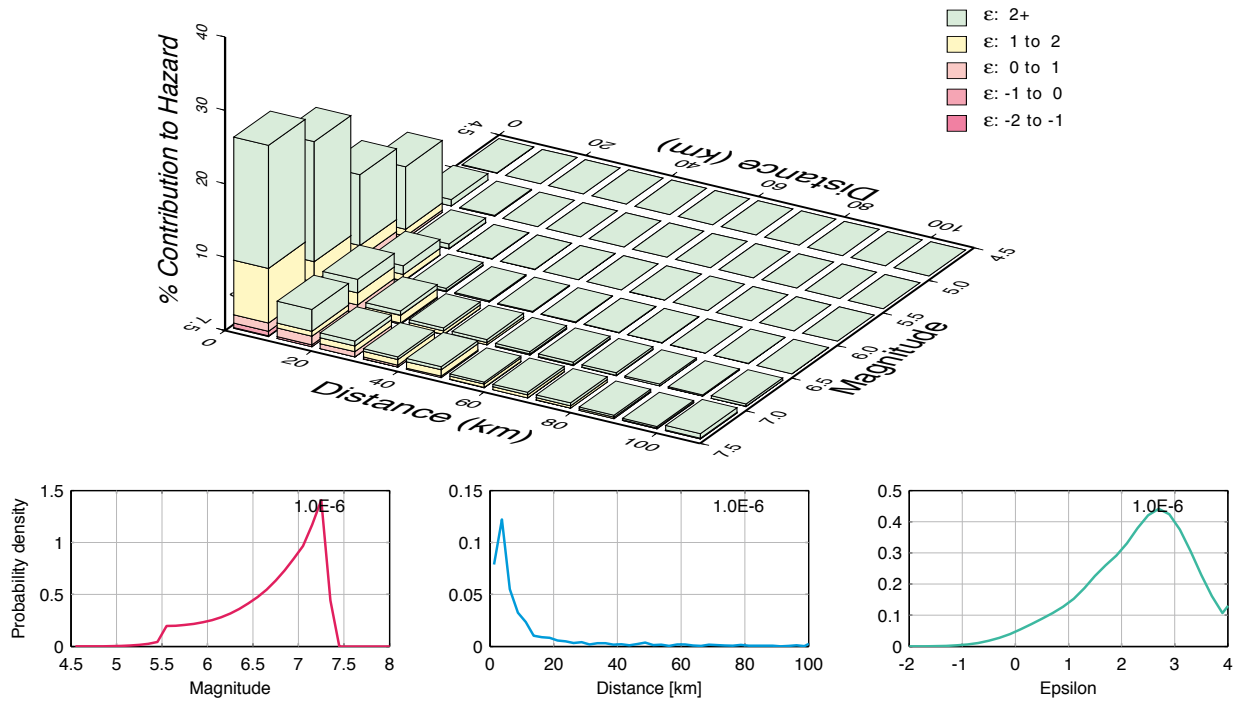 40
30
20
10
% Contribution to Hazard
ε: 2+
ε: 1 to 2
ε: 0 to 1
ε: -1 to 0
ε: -2 to -1
4.5
0
20
40
60
80
100
Distance (km)
4.5
5.0
5.5
6.0
6.5
7.0
7.5
Magnitude
7.5
0
20
40
60
80
100
Distance (km)
1.5
1
0.5
0
Probability density
1.0E-6
4.5 5 5.5 6 6.5 7 7.5 8
Magnitude
0.15
0.1
0.05
0
1.0E-6
0 20 40 60 80 100
Distance [km]
0.5
0.4
0.3
0.2
0.1
0
1.0E-6
-2 -1 0 1 2 3 4
Epsilon